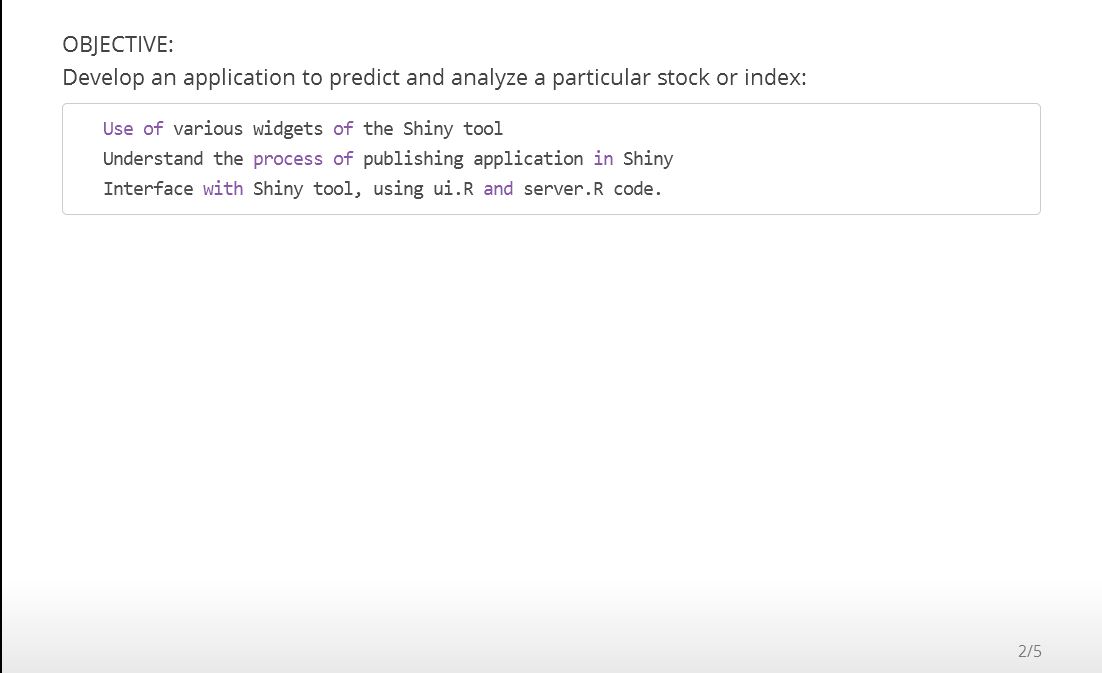 OBJECTIVE:
Develop an application to predict and analyze a particular stock or index:
Use of various widgets of the Shiny tool
Understand the process of publishing application in Shiny
Interface with Shiny tool, using ui.R and server.R code.
2/5